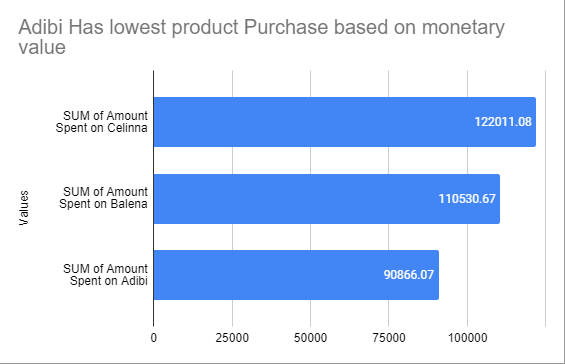 Adibi Has lowest product Purchase based on monetary
value
SUM of Amount
Spent on Celinna
122011.08
SUM of Amount
Spent on Balena
110530.67
SUM of Amount
Spent on Adibi
90866.07
Values
0
25000
50000
75000
100000